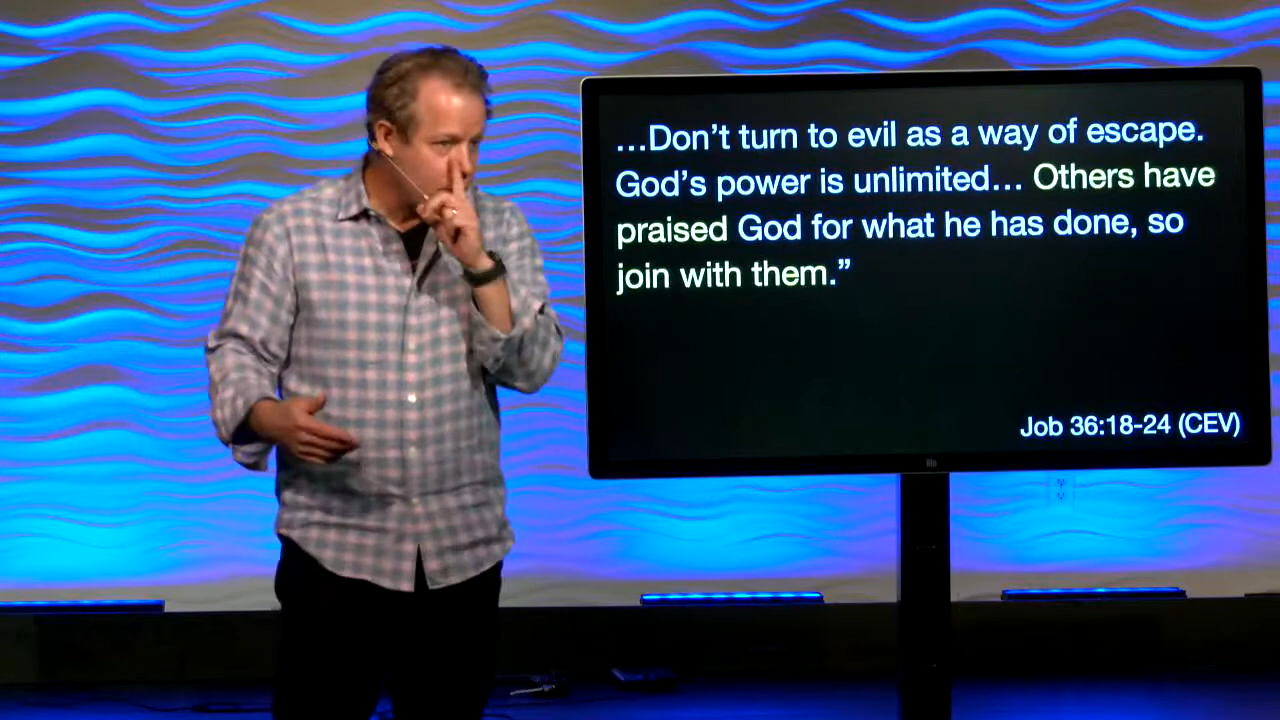 …Don’t turn to evil as a way of escape.
God’s power is unlimited… Others have
praised God for what he has done, so
join with them.”
Job 36:18-24 (CEV)